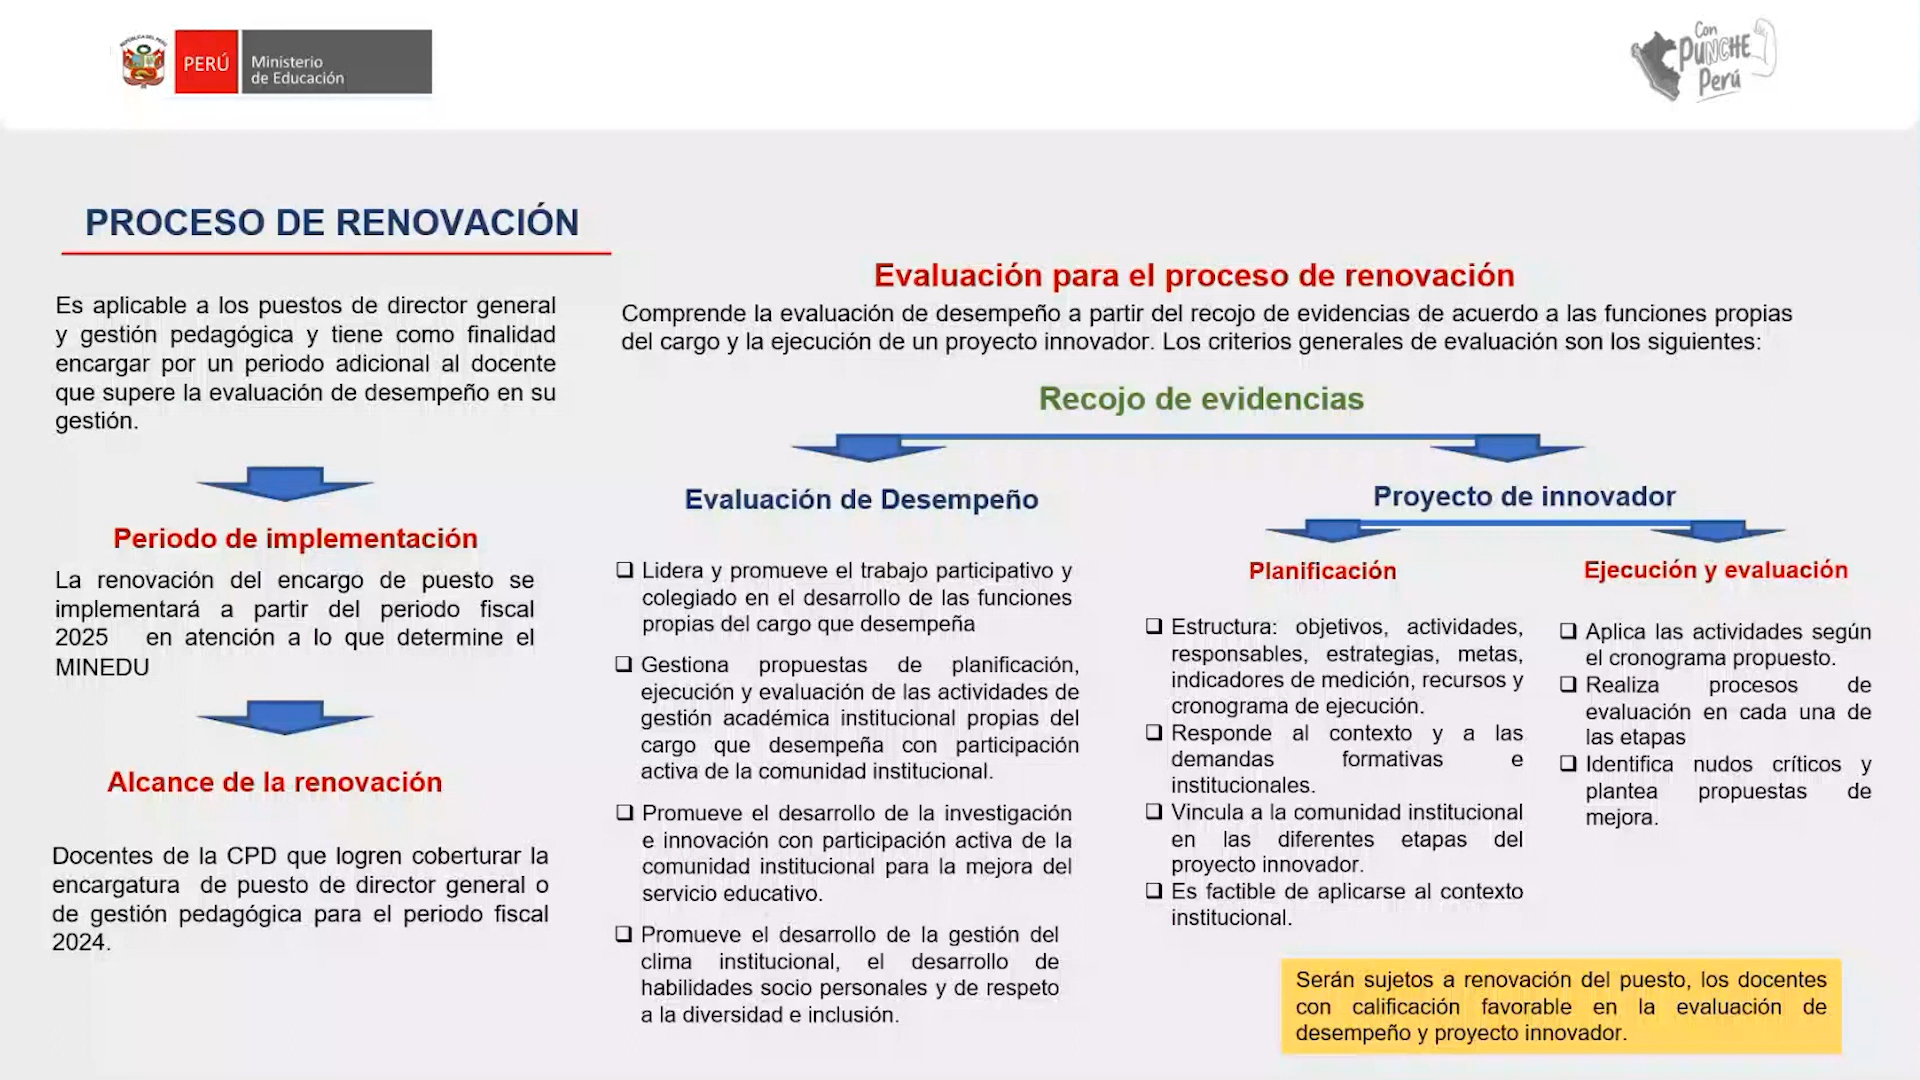 REPÚBLICA DEL PERÚ
PERÚ
Ministerio
de Educación
Con
PUNCHE
Perú
PROCESO DE RENOVACIÓN
Es aplicable a los puestos de director general
y gestión pedagógica y tiene como finalidad
encargar por un periodo adicional al docente
que supere la evaluación de desempeño en su
gestión.
Periodo de implementación
La renovación del encargo de puesto se
implementará a partir del periodo fiscal
2025 en atención a lo que determine el
MINEDU
Alcance de la renovación
Docentes de la CPD que logren coberturar la
encargatura de puesto de director general o
de gestión pedagógica para el periodo fiscal
2024.
Evaluación para el proceso de renovación
Comprende la evaluación de desempeño a partir del recojo de evidencias de acuerdo a las funciones propias
del cargo y la ejecución de un proyecto innovador. Los criterios generales de evaluación son los siguientes:
Recojo de evidencias
Evaluación de Desempeño
❑ Lidera y promueve el trabajo participativo y
colegiado en el desarrollo de las funciones
propias del cargo que desempeña
❑ Gestiona propuestas de planificación,
ejecución y evaluación de las actividades de
gestión académica institucional propias del
cargo que desempeña con participación
activa de la comunidad institucional.
❑ Promueve el desarrollo de la investigación
e innovación con participación activa de la
comunidad institucional para la mejora del
servicio educativo.
❑ Promueve el desarrollo de la gestión del
clima institucional, el desarrollo de
habilidades socio personales y de respeto
a la diversidad e inclusión.
Proyecto de innovador
Planificación
❑ Estructura: objetivos, actividades,
responsables, estrategias, metas,
indicadores de medición, recursos y
cronograma de ejecución.
❑ Responde al contexto y a las
demandas formativas e
institucionales.
❑ Vincula a la comunidad institucional
en las diferentes etapas del
proyecto innovador.
❑ Es factible de aplicarse al contexto
institucional.
Ejecución y evaluación
❑ Aplica las actividades según
el cronograma propuesto.
❑ Realiza procesos de
evaluación en cada una de
las etapas
❑ Identifica nudos críticos y
plantea propuestas de
mejora.
Serán sujetos a renovación del puesto, los docentes
con calificación favorable en la evaluación de
desempeño y proyecto innovador.